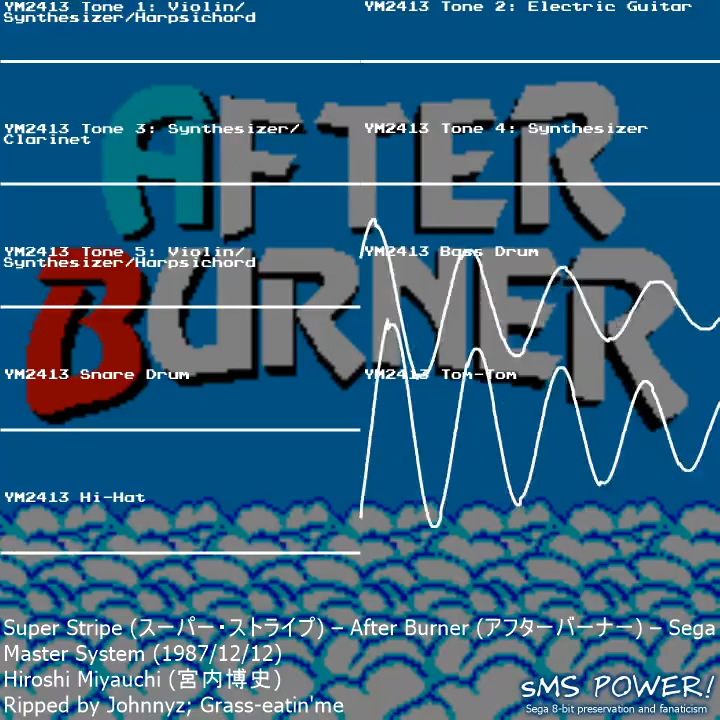 YM2413 Tone 1: Violin/
Synthesizer/Harpsichord
YM2413 Tone 2: Electric Guitar
AFTER
YM2413 Tone 3: Synthesizer/
Clarinet
YM2413 Tone 4: Synthesizer
YM2413 Tone 5: Violin/
Synthesizer/Harpsichord
YM2413 Bass Drum
BURNER
YM2413 Snare Drum
YM2413 Tom-Tom
YM2413 Hi-Hat
Super Stripe (スーパー・ストライプ) – After Burner (アフターバーナー) – Sega
Master System (1987/12/12)
Hiroshi Miyauchi (宮内博史)
Ripped by Johnnyz; Grass-eatin'me
SMS POWER!
Sega 8-bit preservation and fanaticism